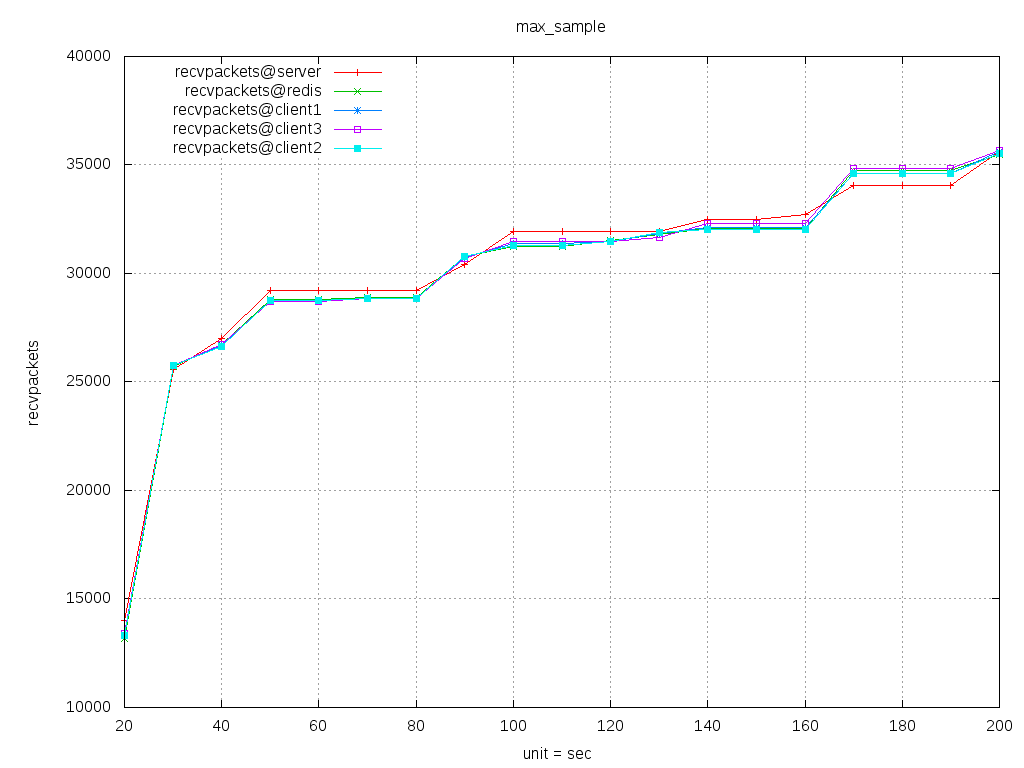 max_sample
40000
35000
30000
25000
20000
15000
10000
recvpackets
recvpackets@server
recvpackets@redis
recvpackets@client1
recvpackets@client3
recvpackets@client2
20 40 60 80 100 120 140 160 180 200
unit = sec